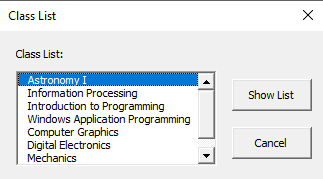 Class List
Class List:
Astronomy I
Information Processing
Introduction to Programming
Windows Application Programming
Computer Graphics
Digital Electronics
Mechanics
Show List
Cancel